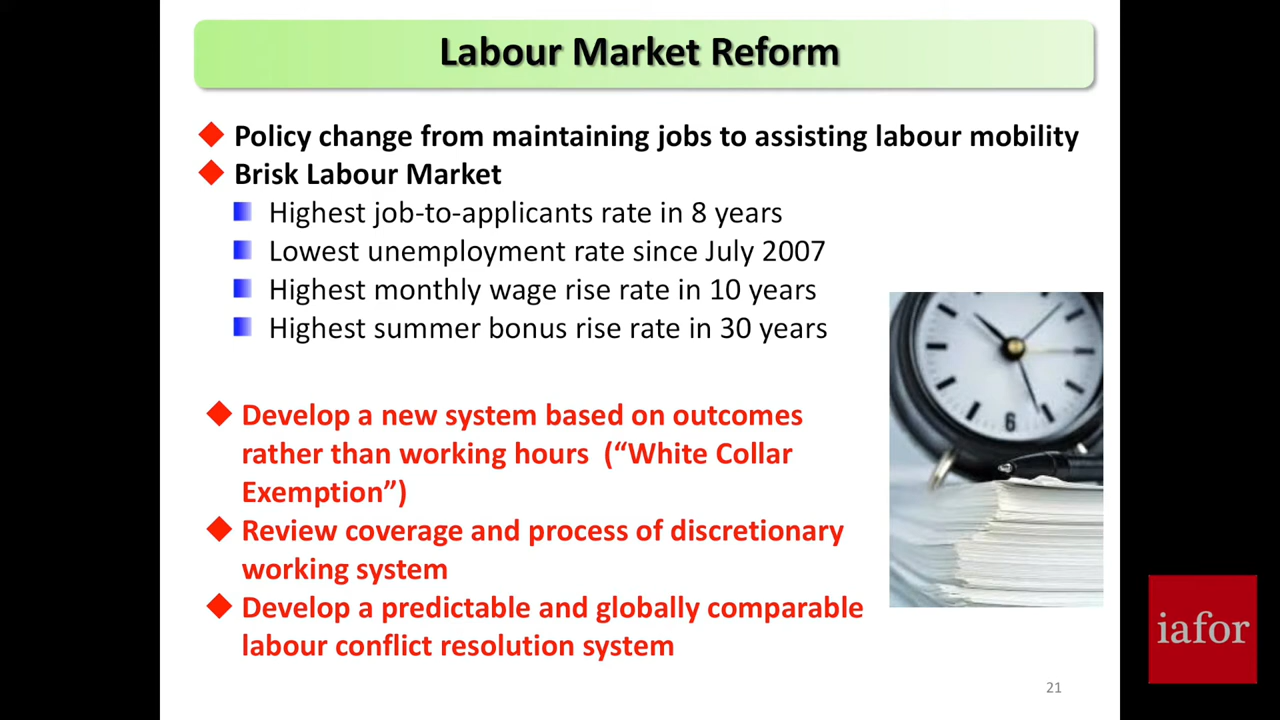 Labour Market Reform
Policy change from maintaining jobs to assisting labour mobility
Brisk Labour Market
Highest job-to-applicants rate in 8 years
Lowest unemployment rate since July 2007
Highest monthly wage rise rate in 10 years
Highest summer bonus rise rate in 30 years
6
Develop a new system based on outcomes
rather than working hours (“White Collar
Exemption”)
Review coverage and process of discretionary
working system
Develop a predictable and globally comparable
labour conflict resolution system
iafor
21